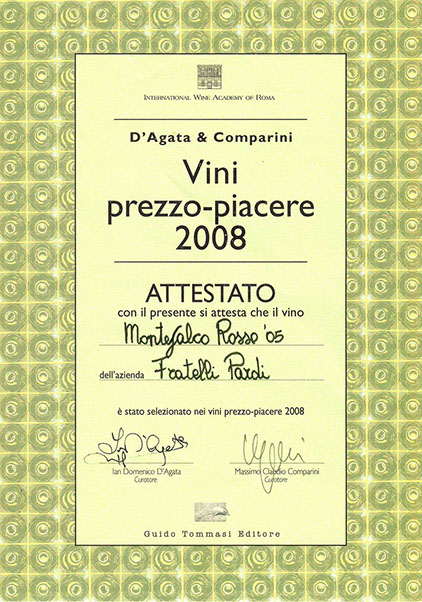 International Wine Academy of Roma
D'Agata & Comparini
Vini
prezzo-piacere
2008
ATTESTATO
con il presente si attesta che il vino
Montefalco Rosso '05
dell'azienda Fratelli Pardi
è stato selezionato nei vini prezzo-piacere 2008
Ian D'Agata
Ian Domenico D'Agata Massimo Claudio Comparini
Curatore Curatore
Guido Tommasi Editore